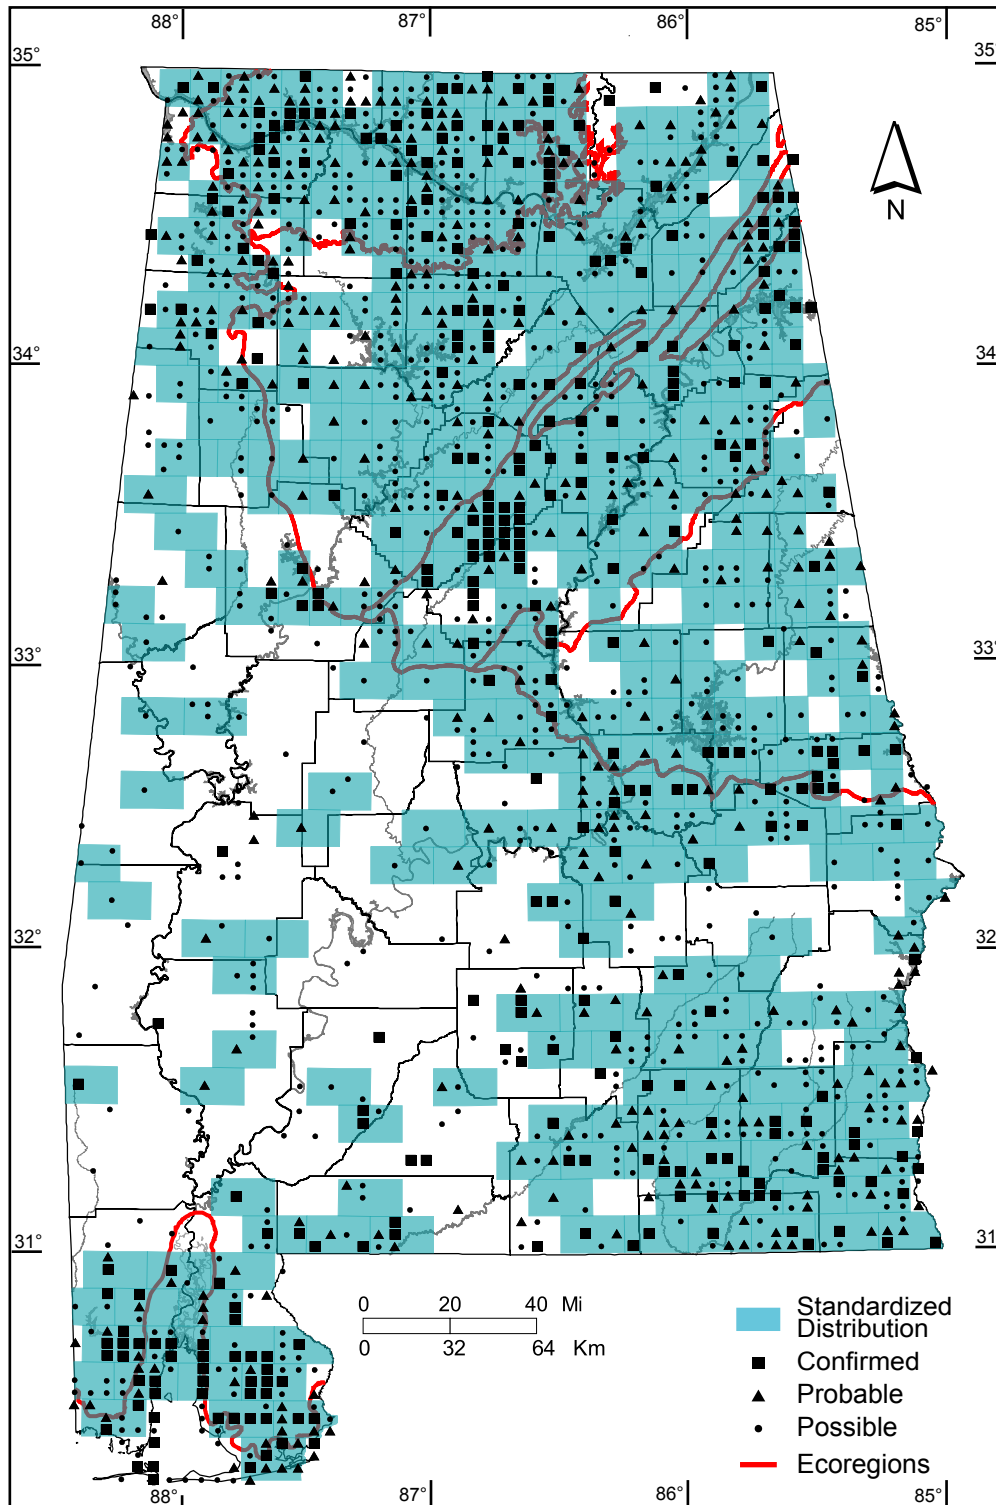 88° 87° 86° 85°
35° 35°
N
34° 34°
33° 33°
32° 32
31° 31
0 20 40 Mi
0 32 64 Km
Standardized
Distribution
Confirmed
Probable
Possible
Ecoregions
88° 87° 86° 85°